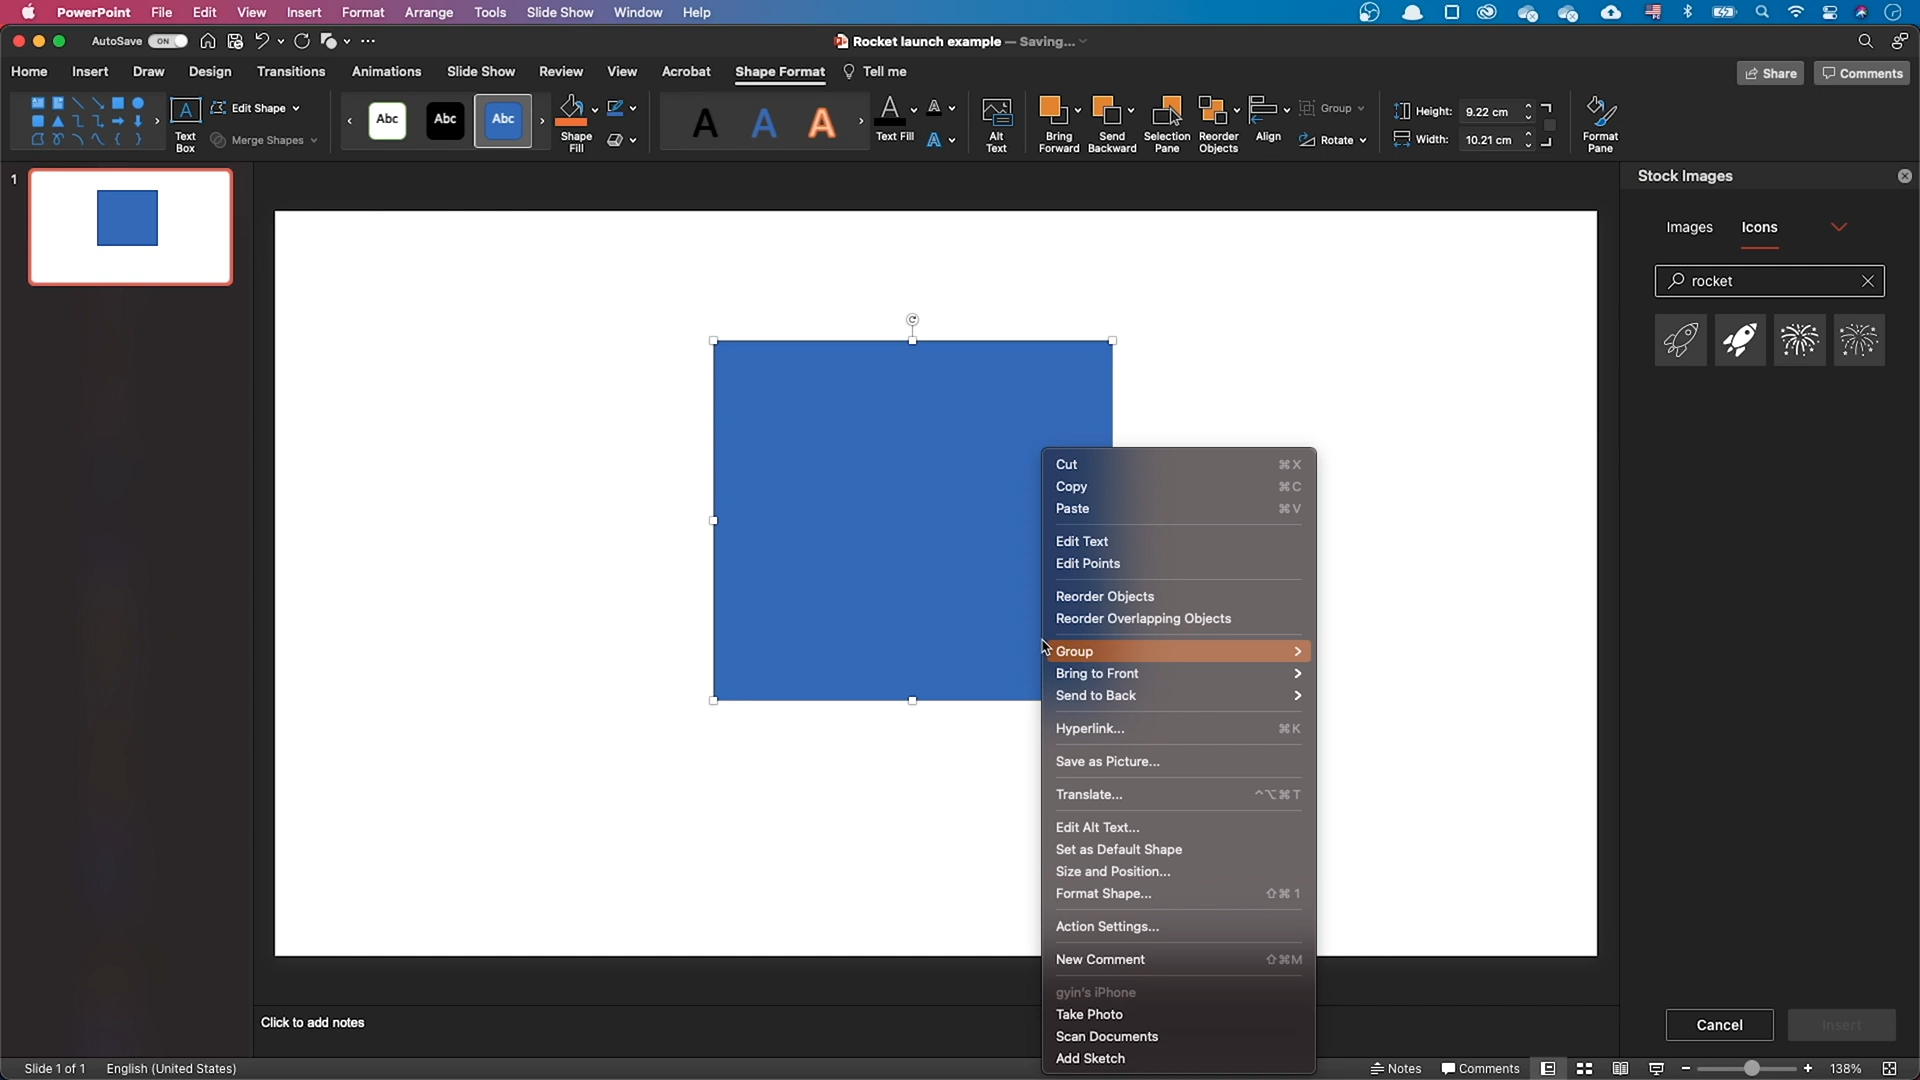 PowerPoint File Edit View Insert Format Arrange Tools Slide Show Window Help
AutoSave ON Rocket launch example — Saving...
Home Insert Draw Design Transitions Animations Slide Show Review View Acrobat Shape Format Tell me Share Comments
Text Box
Edit Shape
Merge Shapes
Abc Abc Abc
Shape Fill
A A A
Text Fill
Alt Text
Bring Forward
Send Backward
Selection Pane
Reorder Objects
Align
Group
Rotate
Height: 9.22 cm
Width: 10.21 cm
Format Pane
1
Stock Images
Images Icons
rocket
Cut ⌘X
Copy ⌘C
Paste ⌘V
Edit Text
Edit Points
Reorder Objects
Reorder Overlapping Objects
Group
Bring to Front
Send to Back
Hyperlink... ⌘K
Save as Picture...
Translate... ^⌥⌘T
Edit Alt Text...
Set as Default Shape
Size and Position...
Format Shape... ⇧⌘1
Action Settings...
New Comment ⇧⌘M
gyin's iPhone
Take Photo
Scan Documents
Add Sketch
Click to add notes
Cancel Insert
Slide 1 of 1 English (United States) Notes Comments 138%